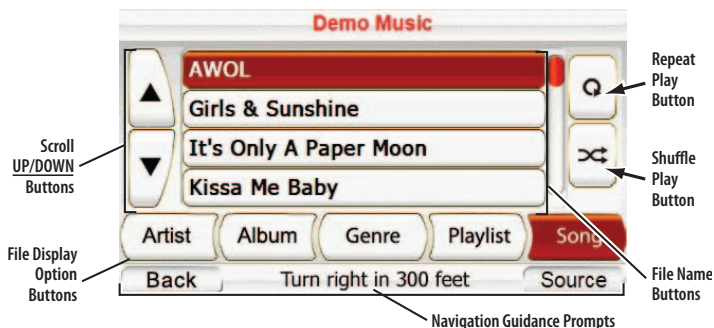 Demo Music
AWOL
Girls & Sunshine
It's Only A Paper Moon
Kissa Me Baby
Artist
Album
Genre
Playlist
Song
Back
Turn right in 300 feet
Source
Scroll
UP/DOWN
Buttons
File Display
Option
Buttons
Repeat
Play
Button
Shuffle
Play
Button
File Name
Buttons
Navigation Guidance Prompts